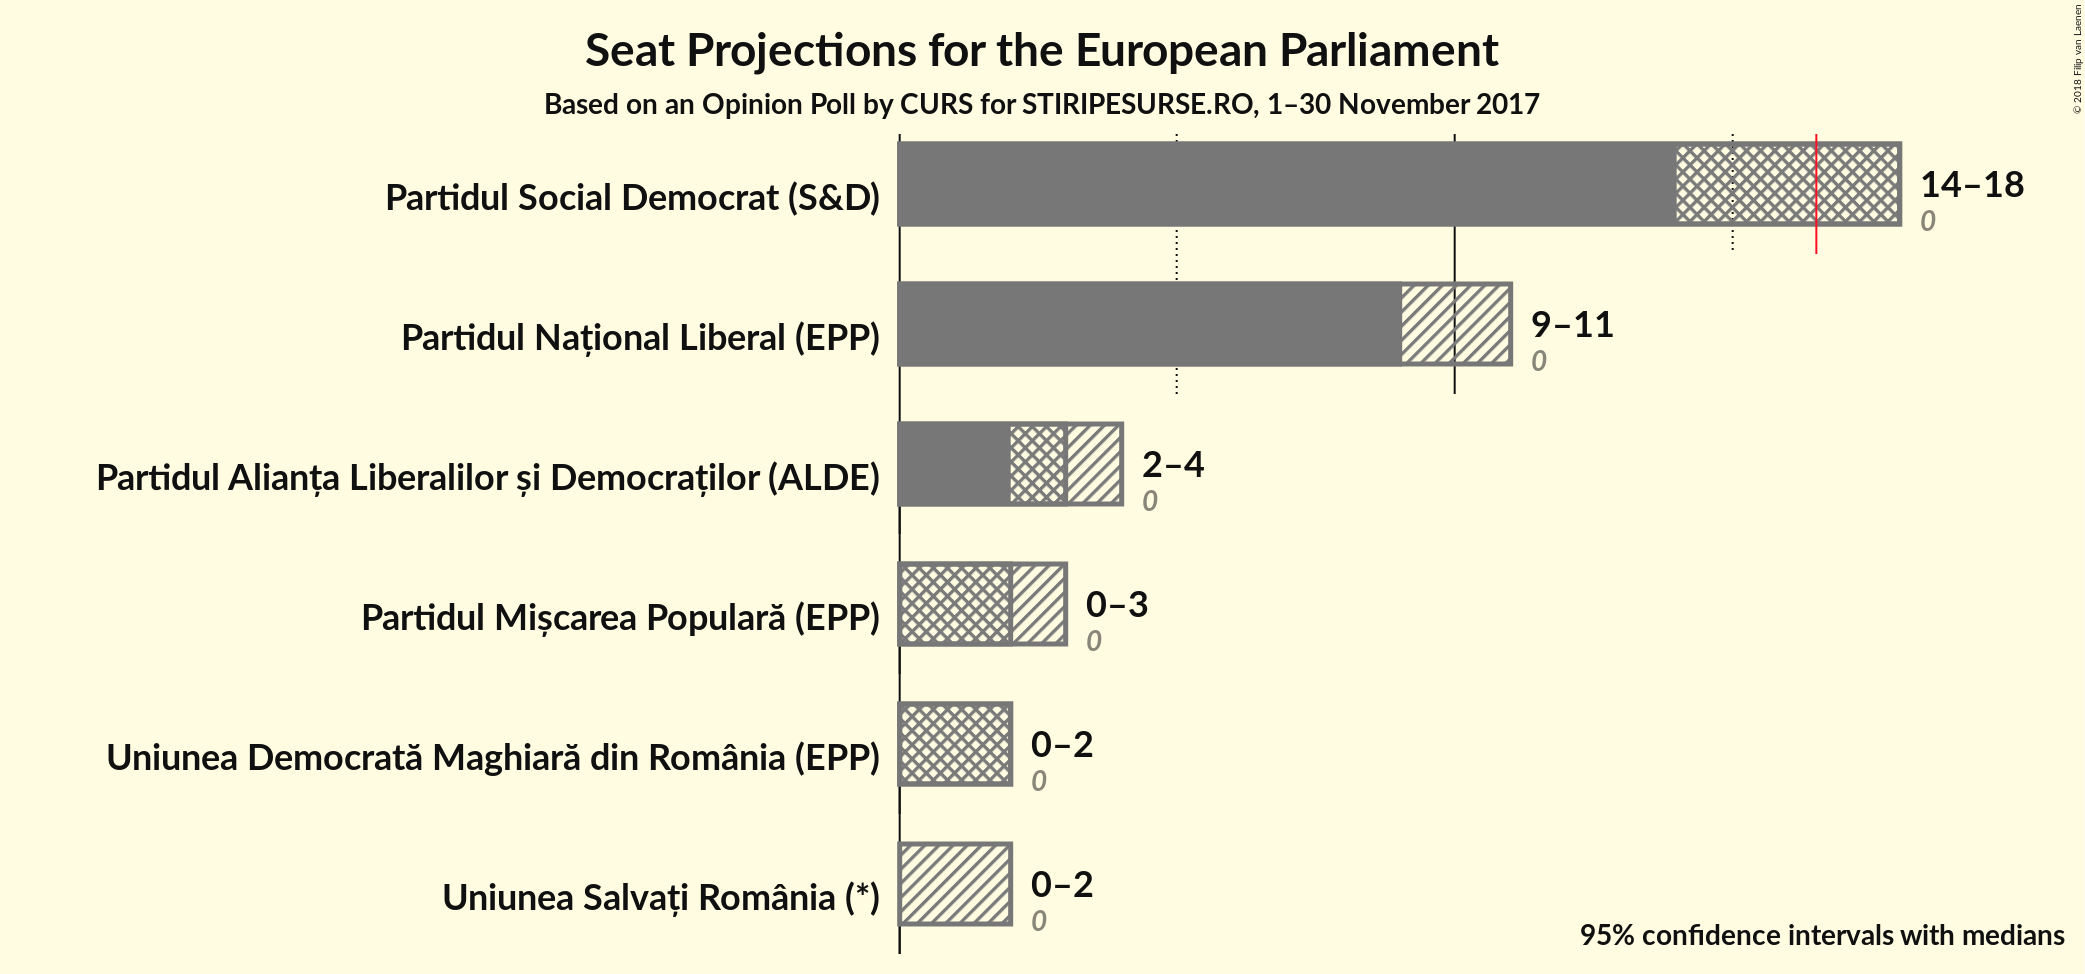 Seat Projections for the European Parliament
Based on an Opinion Poll by CURS for STIRIPESURSE.RO, 1–30 November 2017
© 2018 Filip van Laenen
Partidul Social Democrat (S&D)
14–18
0
Partidul Național Liberal (EPP)
9–11
0
Partidul Alianța Liberalilor și Democraților (ALDE)
2–4
0
Partidul Mișcarea Populară (EPP)
0–3
0
Uniunea Democrată Maghiară din România (EPP)
0–2
0
Uniunea Salvați România (*)
0–2
0
95% confidence intervals with medians